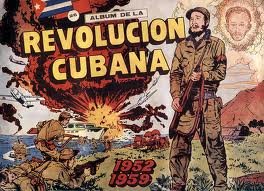 ALBUM DE LA
REVOLUCION
CUBANA
1952
1959